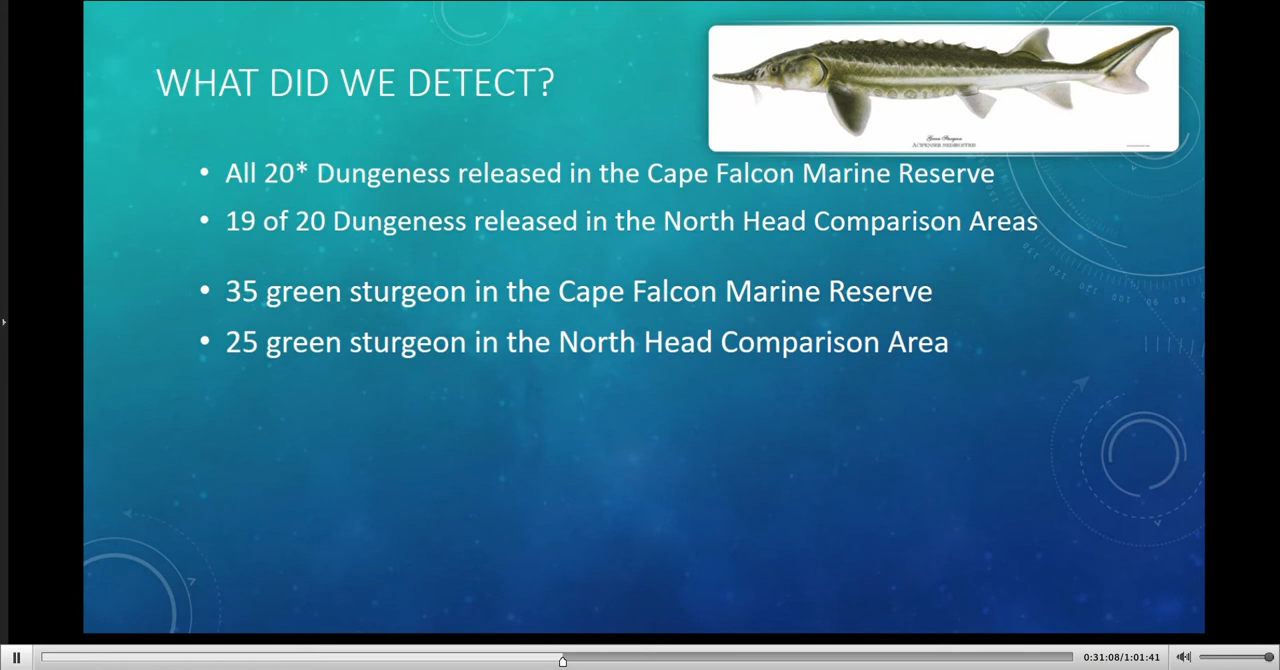 WHAT DID WE DETECT?
Green Sturgeon
• All 20* Dungeness released in the Cape Falcon Marine Reserve
• 19 of 20 Dungeness released in the North Head Comparison Areas
• 35 green sturgeon in the Cape Falcon Marine Reserve
• 25 green sturgeon in the North Head Comparison Area
0:31:08/1:01:41